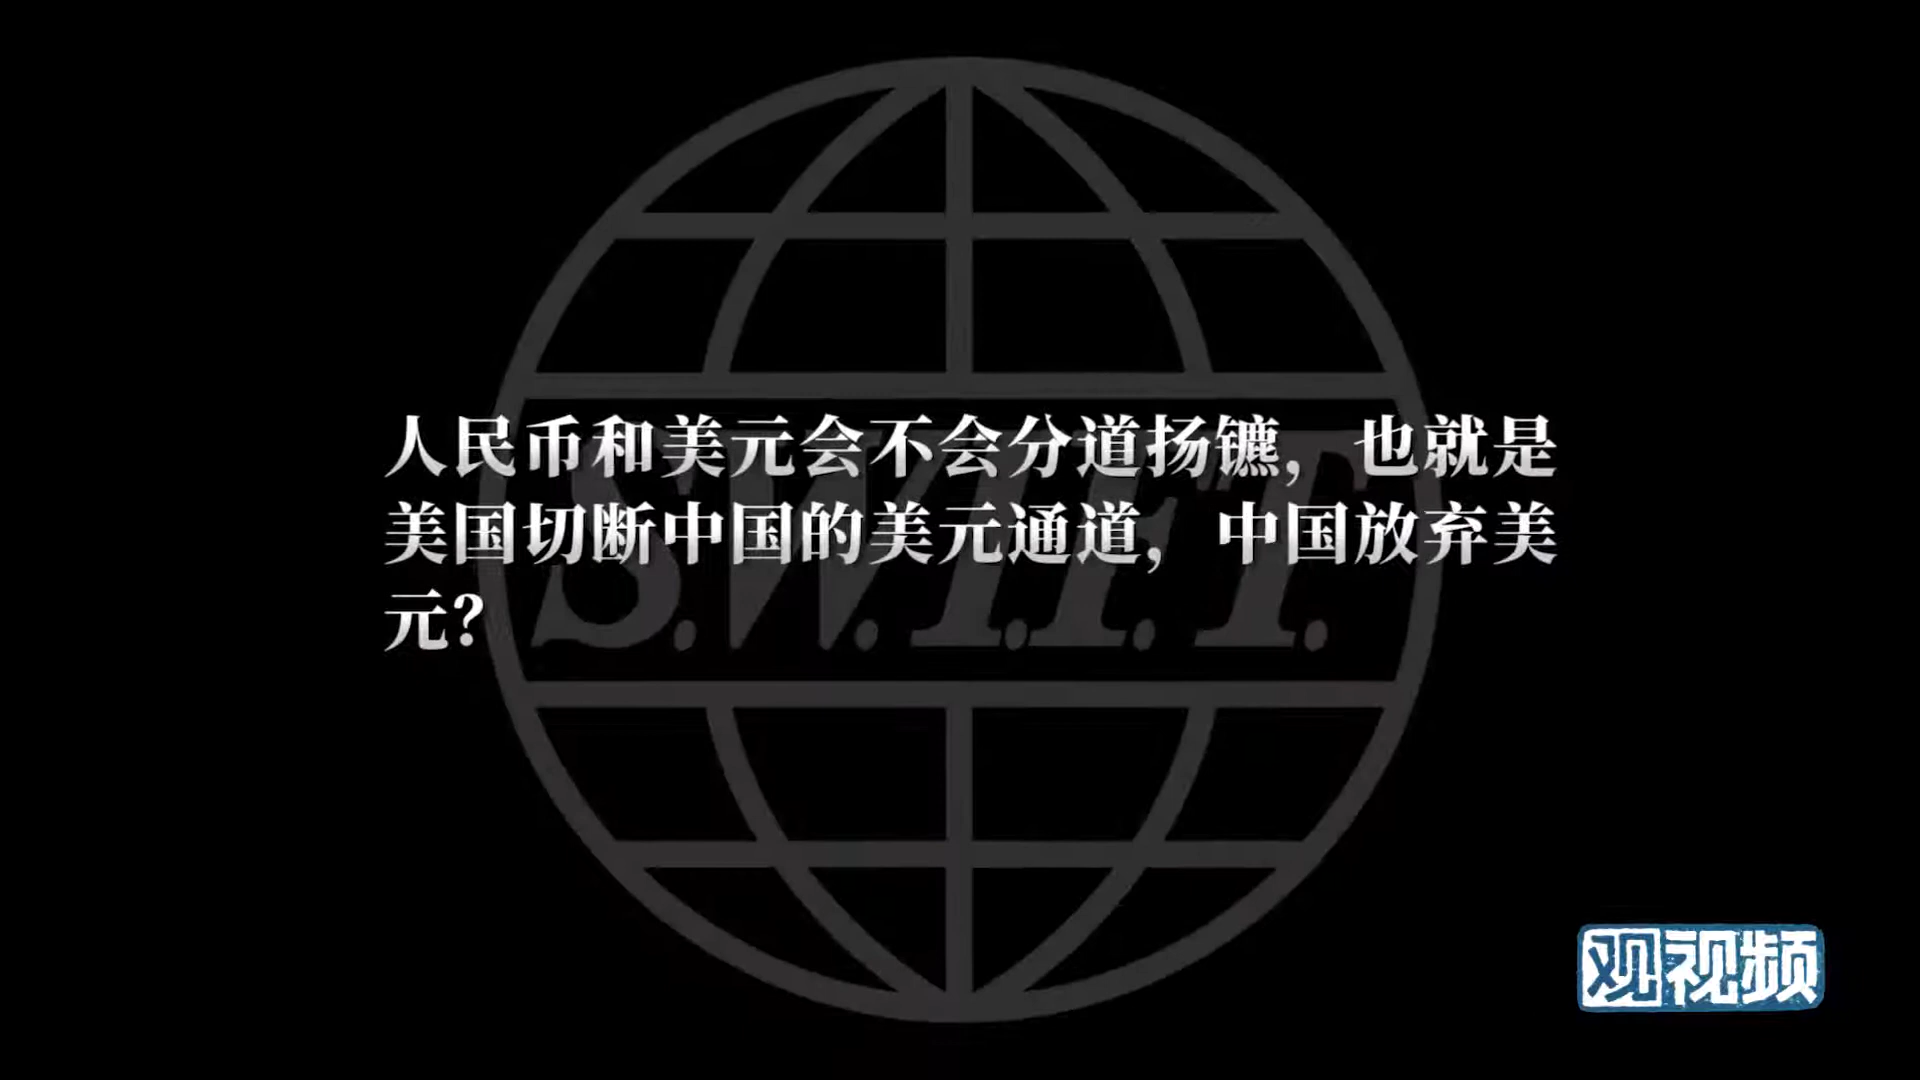 人民币和美元会不会分道扬镳，也就是
美国切断中国的美元通道，中国放弃美
元？
S.W.I.F.T.
观视频